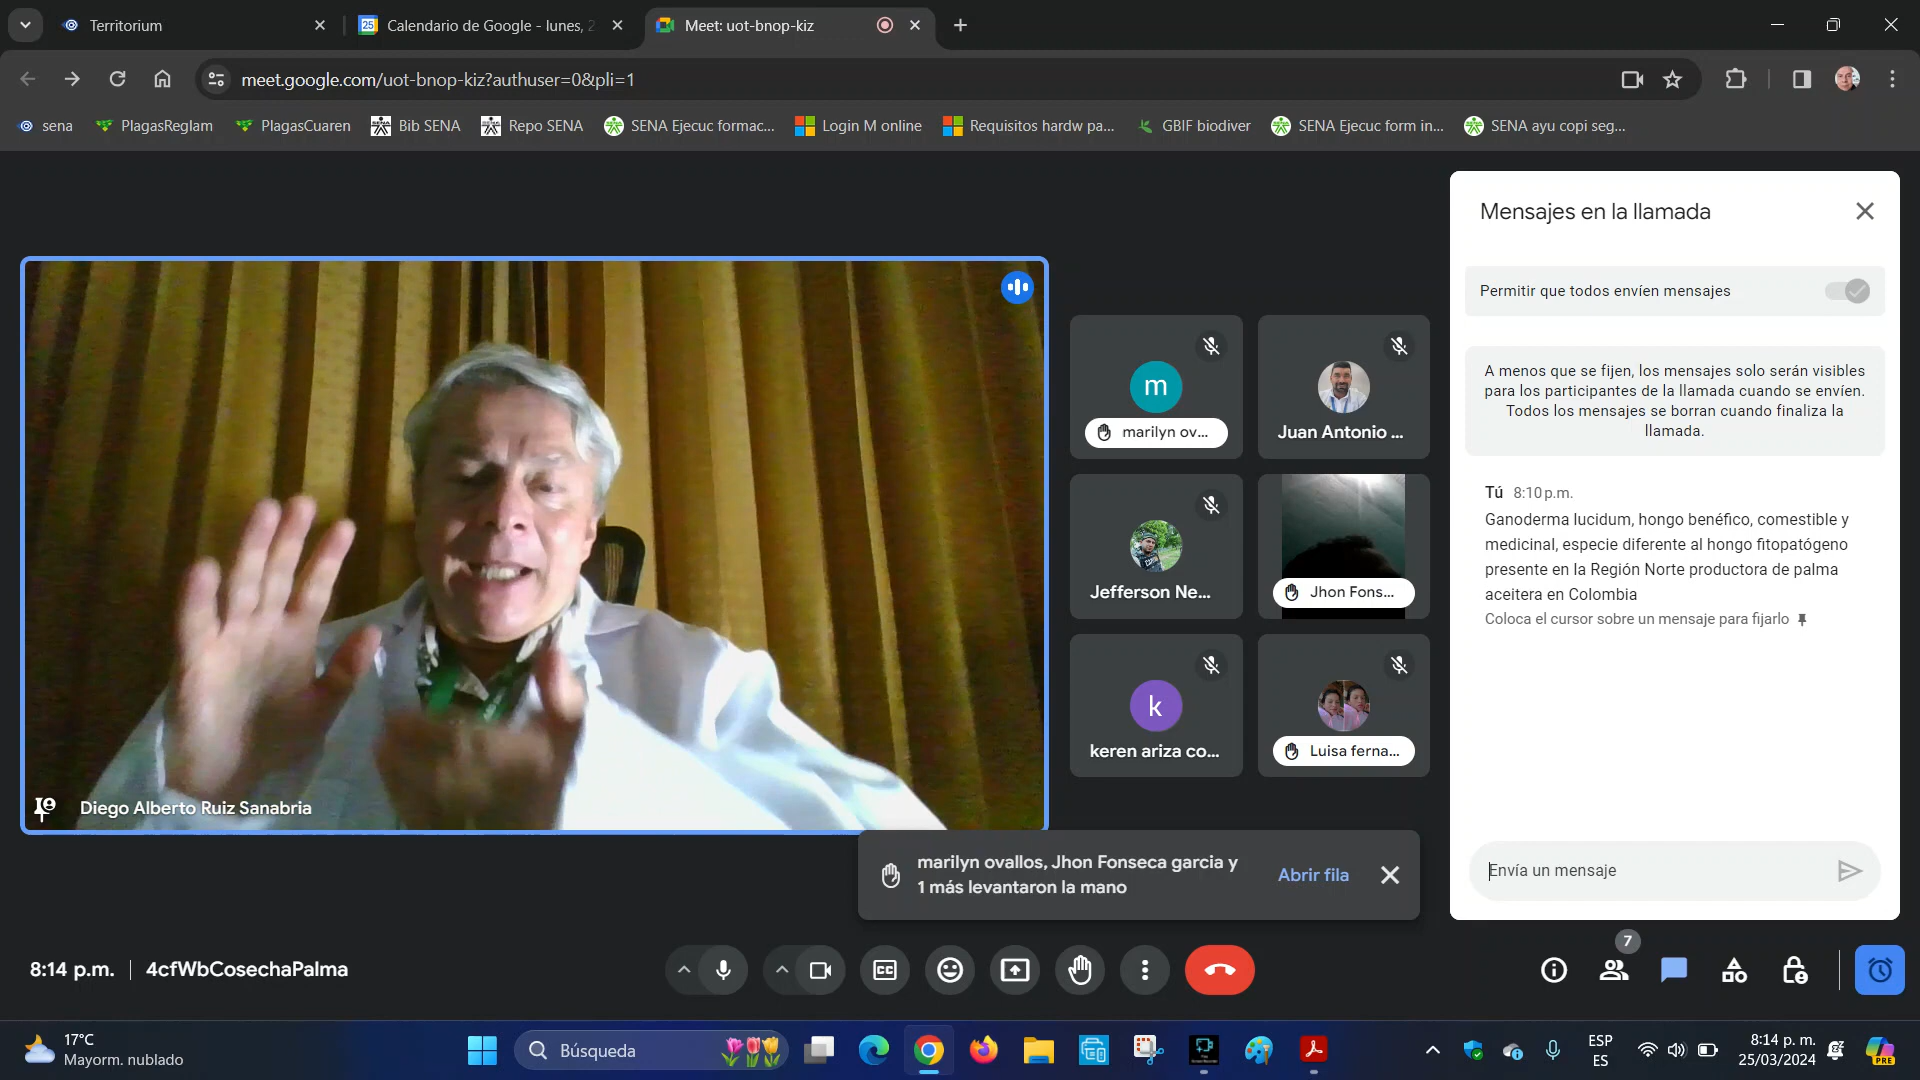 Territorium
Calendario de Google - lunes, 2
Meet: uot-bnop-kiz
meet.google.com/uot-bnop-kiz?authuser=0&pli=1
sena
PlagasReglam
PlagasCuaren
Bib SENA
Repo SENA
SENA Ejecuc formac...
Login M online
Requisitos hardw pa...
GBIF biodiver
SENA Ejecuc form in...
SENA ayu copi seg...
Diego Alberto Ruiz Sanabria
m
marilyn ov...
Juan Antonio ...
Jefferson Ne...
Jhon Fons...
k
keren ariza co...
Luisa ferna...
marilyn ovallos, Jhon Fonseca garcia y
1 más levantaron la mano
Abrir fila
Mensajes en la llamada
Permitir que todos envíen mensajes
A menos que se fijen, los mensajes solo serán visibles
para los participantes de la llamada cuando se envíen.
Todos los mensajes se borran cuando finaliza la
llamada.
Tú 8:10 p.m.
Ganoderma lucidum, hongo benéfico, comestible y
medicinal, especie diferente al hongo fitopatógeno
presente en la Región Norte productora de palma
aceitera en Colombia
Coloca el cursor sobre un mensaje para fijarlo
Envía un mensaje
8:14 p.m. | 4cfWbCosechaPalma
7
17°C
Mayorm. nublado
Búsqueda
ESP
ES
8:14 p. m.
25/03/2024
PRE